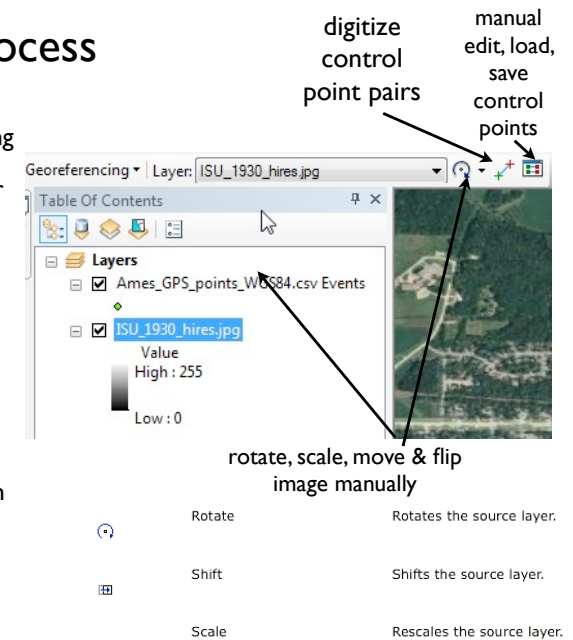 ocess
digitize
control
point pairs
manual
edit, load,
save
control
points
ng
Georeferencing
Layer: ISU_1930_hires.jpg
Table Of Contents
Layers
Ames_GPS_points_WGS84.csv Events
ISU_1930_hires.jpg
Value
High : 255
Low : 0
rotate, scale, move & flip
image manually
Rotate Rotates the source layer.
Shift Shifts the source layer.
Scale Rescales the source layer.